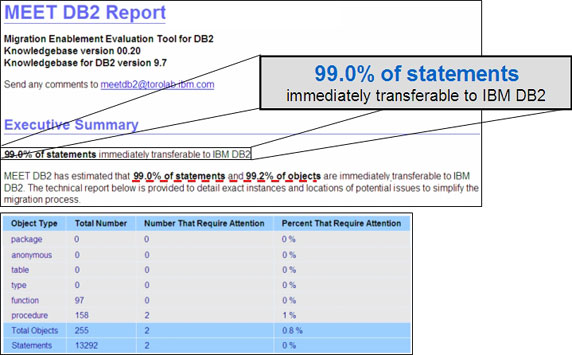 MEET DB2 Report
Migration Enablement Evaluation Tool for DB2
Knowledgebase version 00.20
Knowledgebase for DB2 version 9.7
Send any comments to meetdb2@torolab.ibm.com
99.0% of statements
immediately transferable to IBM DB2
Executive Summary
99.0% of statements immediately transferable to IBM DB2
MEET DB2 has estimated that 99.0% of statements and 99.2% of objects are immediately transferable to IBM
DB2. The technical report below is provided to detail exact instances and locations of potential issues to simplify the
migration process.
Object Type Total Number Number That Require Attention Percent That Require Attention
package 0 0 0 %
anonymous 0 0 0 %
table 0 0 0 %
type 0 0 0 %
function 97 0 0 %
procedure 158 2 1 %
Total Objects 255 2 0.8 %
Statements 13292 2 0 %